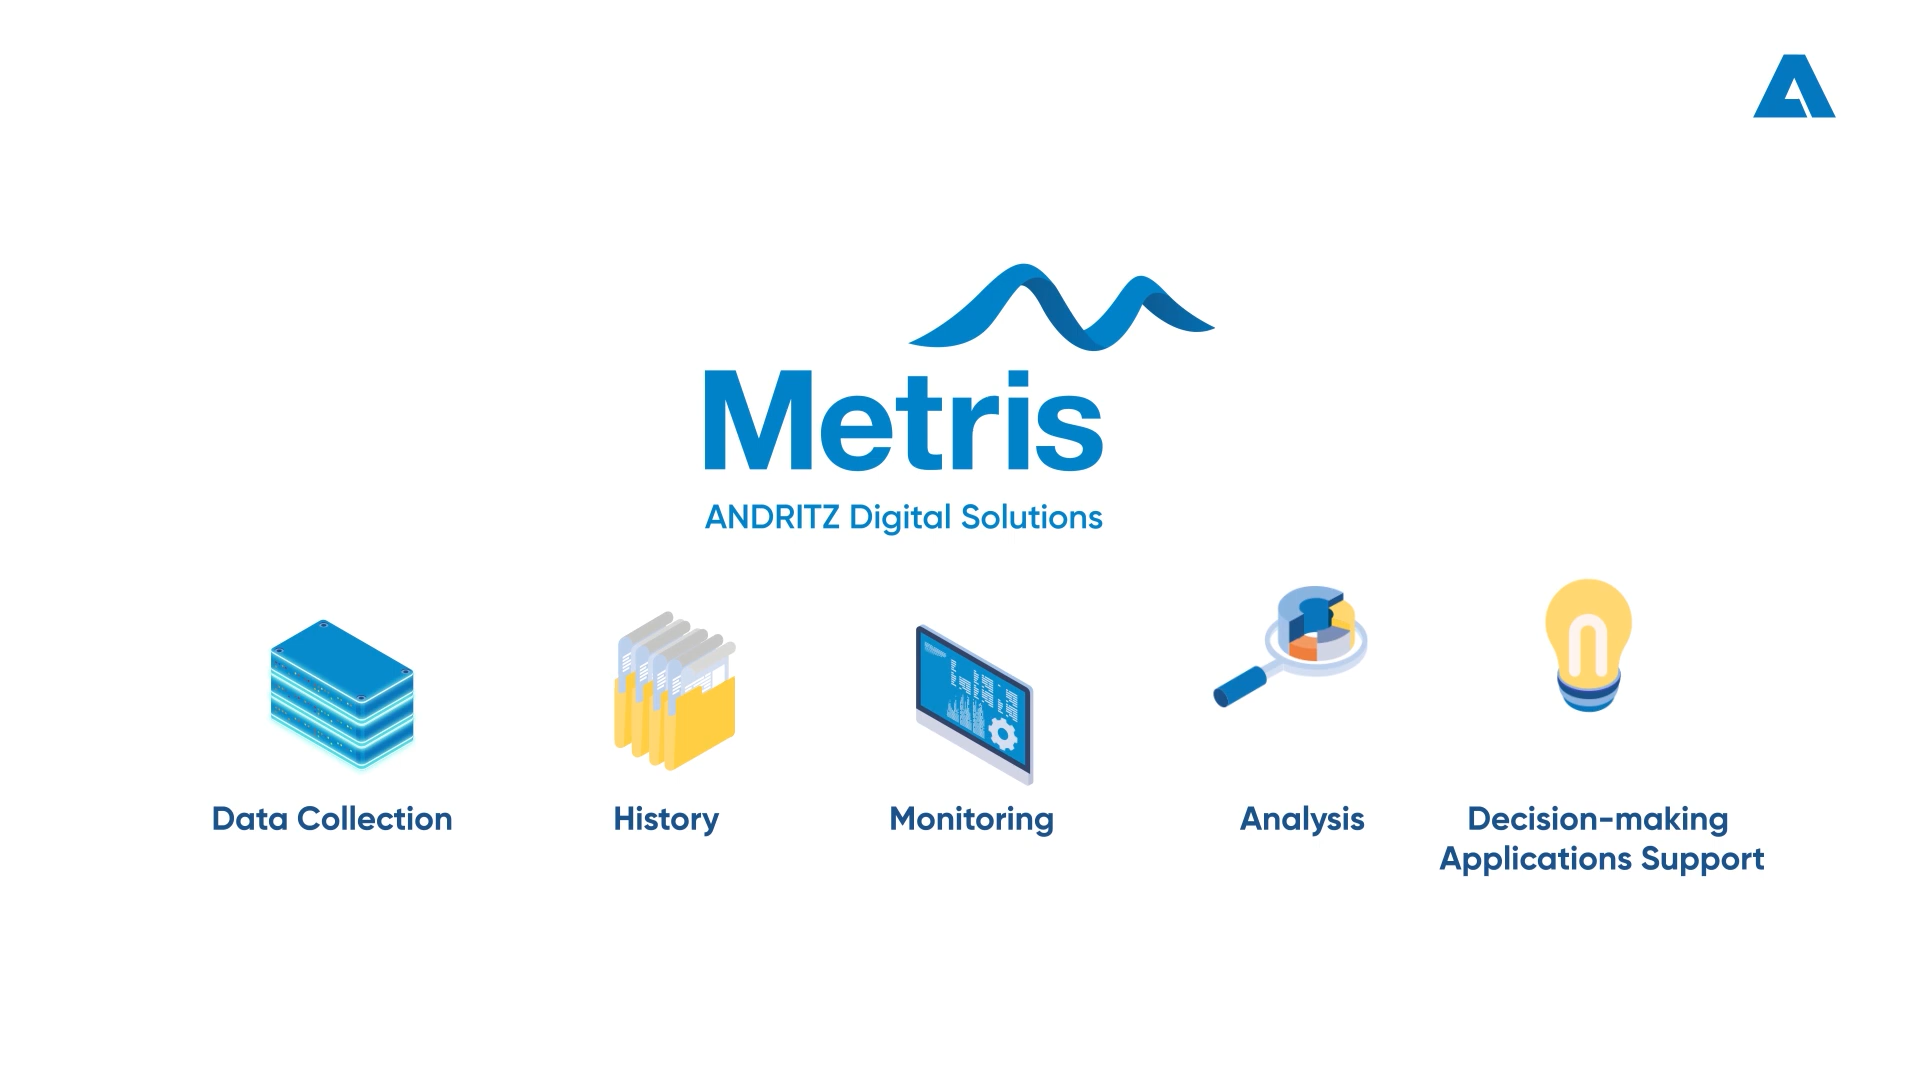 Metris
ANDRITZ Digital Solutions
Data Collection
History
Monitoring
Analysis
Decision-making
Applications Support